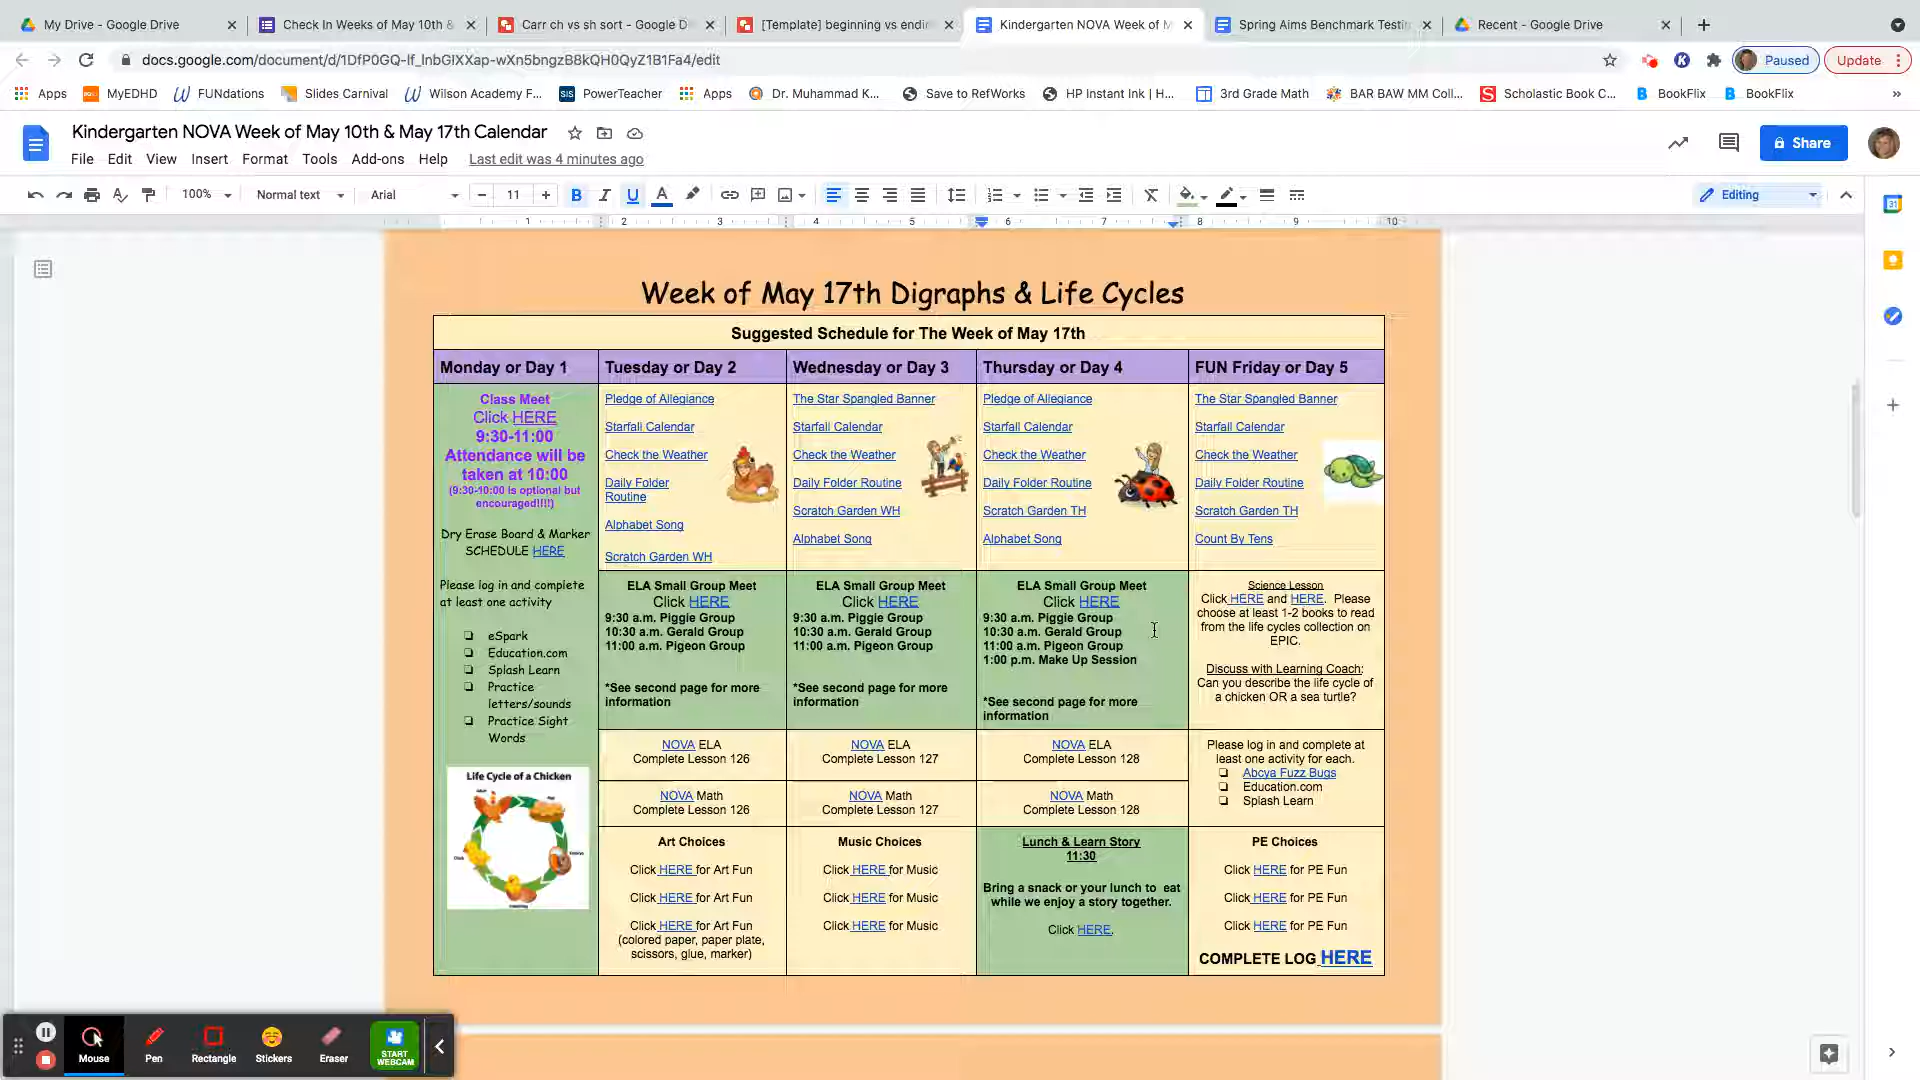 My Drive - Google Drive
Check In Weeks of May 10th &
Carr ch vs sh sort - Google D
[Template] beginning vs endi
Kindergarten NOVA Week of M
Spring Aims Benchmark Testin
Recent - Google Drive
docs.google.com/document/d/1DfP0GQ-lf_lnbGlXXap-wXn5bngzB8kQH0QyZ1B1Fa4/edit
Paused
Update
Apps
MyEDHD
FUNdations
Slides Carnival
Wilson Academy F...
PowerTeacher
Apps
Dr. Muhammad K...
Save to RefWorks
HP Instant Ink | H...
3rd Grade Math
BAR BAW MM Coll...
Scholastic Book C...
BookFlix
BookFlix
Kindergarten NOVA Week of May 10th & May 17th Calendar
Share
File Edit View Insert Format Tools Add-ons Help Last edit was 4 minutes ago
100% Normal text Arial 11 Editing
1 2 3 4 5 6 7 8 9 10
Week of May 17th Digraphs & Life Cycles
Suggested Schedule for The Week of May 17th
Monday or Day 1
Tuesday or Day 2
Wednesday or Day 3
Thursday or Day 4
FUN Friday or Day 5
Class Meet
Click HERE
9:30-11:00
Attendance will be
taken at 10:00
(9:30-10:00 is optional but
encouraged!!!!)
Dry Erase Board & Marker
SCHEDULE HERE
Please log in and complete
at least one activity
eSpark
Education.com
Splash Learn
Practice
letters/sounds
Practice Sight
Words
Life Cycle of a Chicken
Pledge of Allegiance
Starfall Calendar
Check the Weather
Daily Folder
Routine
Alphabet Song
Scratch Garden WH
The Star Spangled Banner
Starfall Calendar
Check the Weather
Daily Folder Routine
Scratch Garden WH
Alphabet Song
Pledge of Allegiance
Starfall Calendar
Check the Weather
Daily Folder Routine
Scratch Garden TH
Alphabet Song
The Star Spangled Banner
Starfall Calendar
Check the Weather
Daily Folder Routine
Scratch Garden TH
Count By Tens
ELA Small Group Meet
Click HERE
9:30 a.m. Piggie Group
10:30 a.m. Gerald Group
11:00 a.m. Pigeon Group
*See second page for more
information
ELA Small Group Meet
Click HERE
9:30 a.m. Piggie Group
10:30 a.m. Gerald Group
11:00 a.m. Pigeon Group
*See second page for more
information
ELA Small Group Meet
Click HERE
9:30 a.m. Piggie Group
10:30 a.m. Gerald Group
11:00 a.m. Pigeon Group
1:00 p.m. Make Up Session
*See second page for more
information
Science Lesson
Click HERE and HERE. Please
choose at least 1-2 books to read
from the life cycles collection on
EPIC.
Discuss with Learning Coach:
Can you describe the life cycle of
a chicken OR a sea turtle?
NOVA ELA
Complete Lesson 126
NOVA ELA
Complete Lesson 127
NOVA ELA
Complete Lesson 128
Please log in and complete at
least one activity for each.
Abcya Fuzz Bugs
Education.com
Splash Learn
NOVA Math
Complete Lesson 126
NOVA Math
Complete Lesson 127
NOVA Math
Complete Lesson 128
Art Choices
Click HERE for Art Fun
Click HERE for Art Fun
Click HERE for Art Fun
(colored paper, paper plate,
scissors, glue, marker)
Music Choices
Click HERE for Music
Click HERE for Music
Click HERE for Music
Lunch & Learn Story
11:30
Bring a snack or your lunch to eat
while we enjoy a story together.
Click HERE.
PE Choices
Click HERE for PE Fun
Click HERE for PE Fun
Click HERE for PE Fun
COMPLETE LOG HERE
Mouse
Pen
Rectangle
Stickers
Eraser
START
WEBCAM